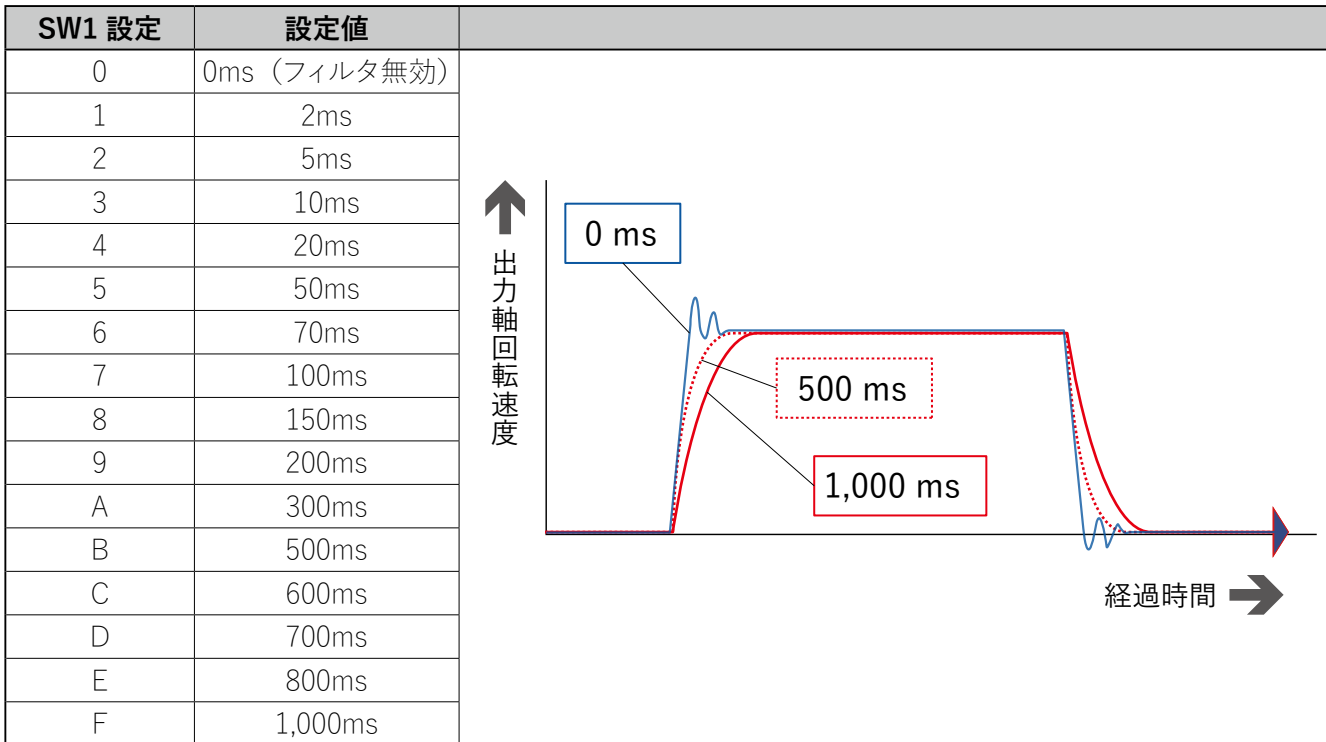 SW1 設定 設定値
0 0ms（フィルタ無効）
1 2ms
2 5ms
3 10ms
4 20ms
5 50ms
6 70ms
7 100ms
8 150ms
9 200ms
A 300ms
B 500ms
C 600ms
D 700ms
E 800ms
F 1,000ms
出力軸回転速度
0 ms
500 ms
1,000 ms
経過時間